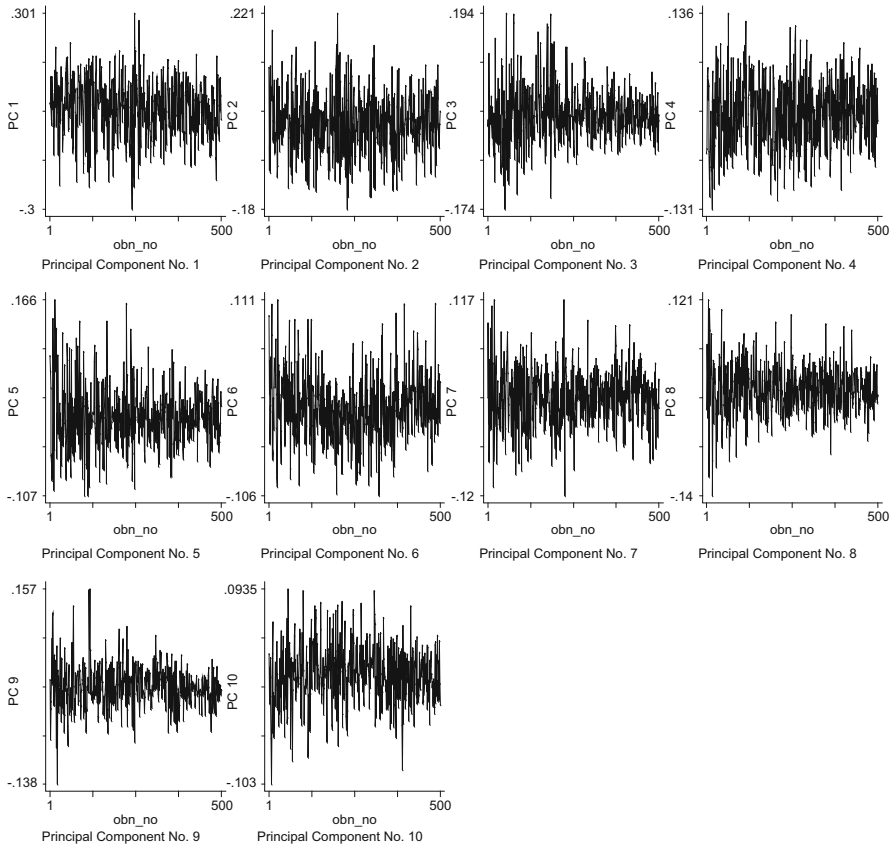 .301
PC 1
-.3
1
500
obn_no
Principal Component No. 1
.221
PC 2
-.18
1
500
obn_no
Principal Component No. 2
.194
PC 3
-.174
1
500
obn_no
Principal Component No. 3
.136
PC 4
-.131
1
500
obn_no
Principal Component No. 4
.166
PC 5
-.107
1
500
obn_no
Principal Component No. 5
.111
PC 6
-.106
1
500
obn_no
Principal Component No. 6
.117
PC 7
-.12
1
500
obn_no
Principal Component No. 7
.121
PC 8
-.14
1
500
obn_no
Principal Component No. 8
.157
PC 9
-.138
1
500
obn_no
Principal Component No. 9
.0935
PC 10
-.103
1
500
obn_no
Principal Component No. 10